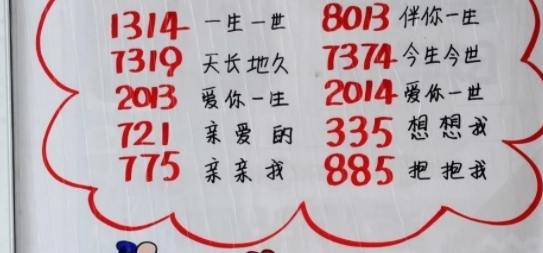 1314 一生一世 8013 伴你一生
7319 天长地久 7374 今生今世
2013 爱你一生 2014 爱你一世
721 亲爱的 335 想想我
775 亲亲我 885 抱抱我